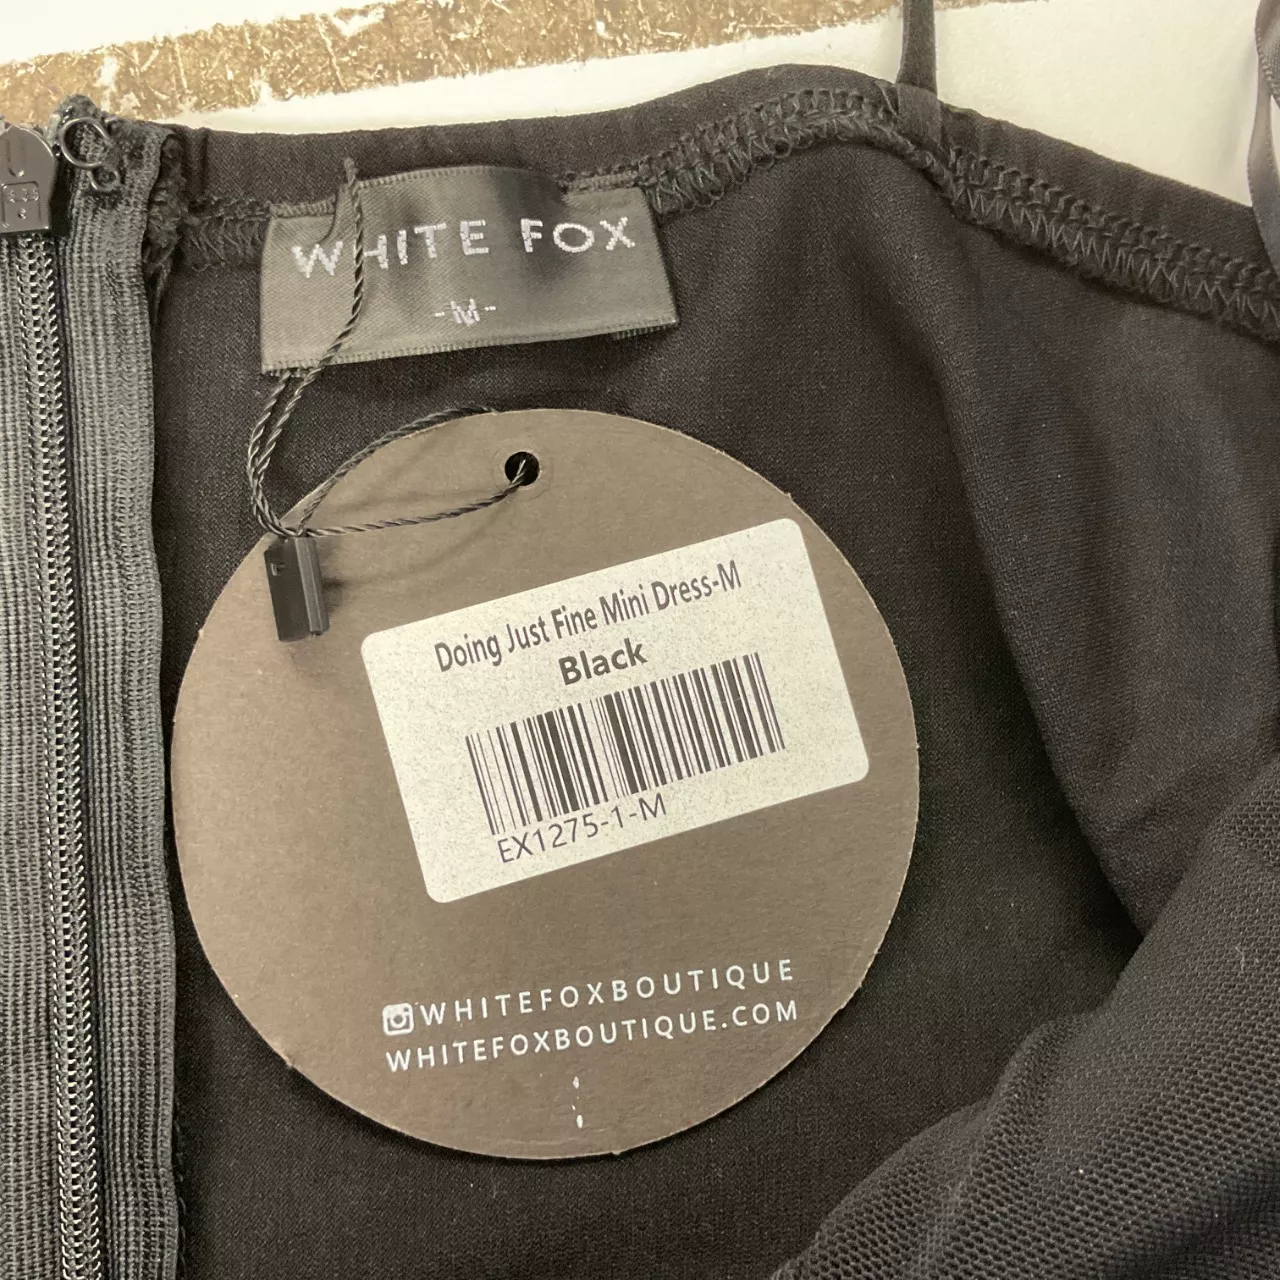 WHITE FOX
-M-
Doing Just Fine Mini Dress-M
Black
EX1275-1-M
WHITEFOXBOUTIQUE
WHITEFOXBOUTIQUE.COM